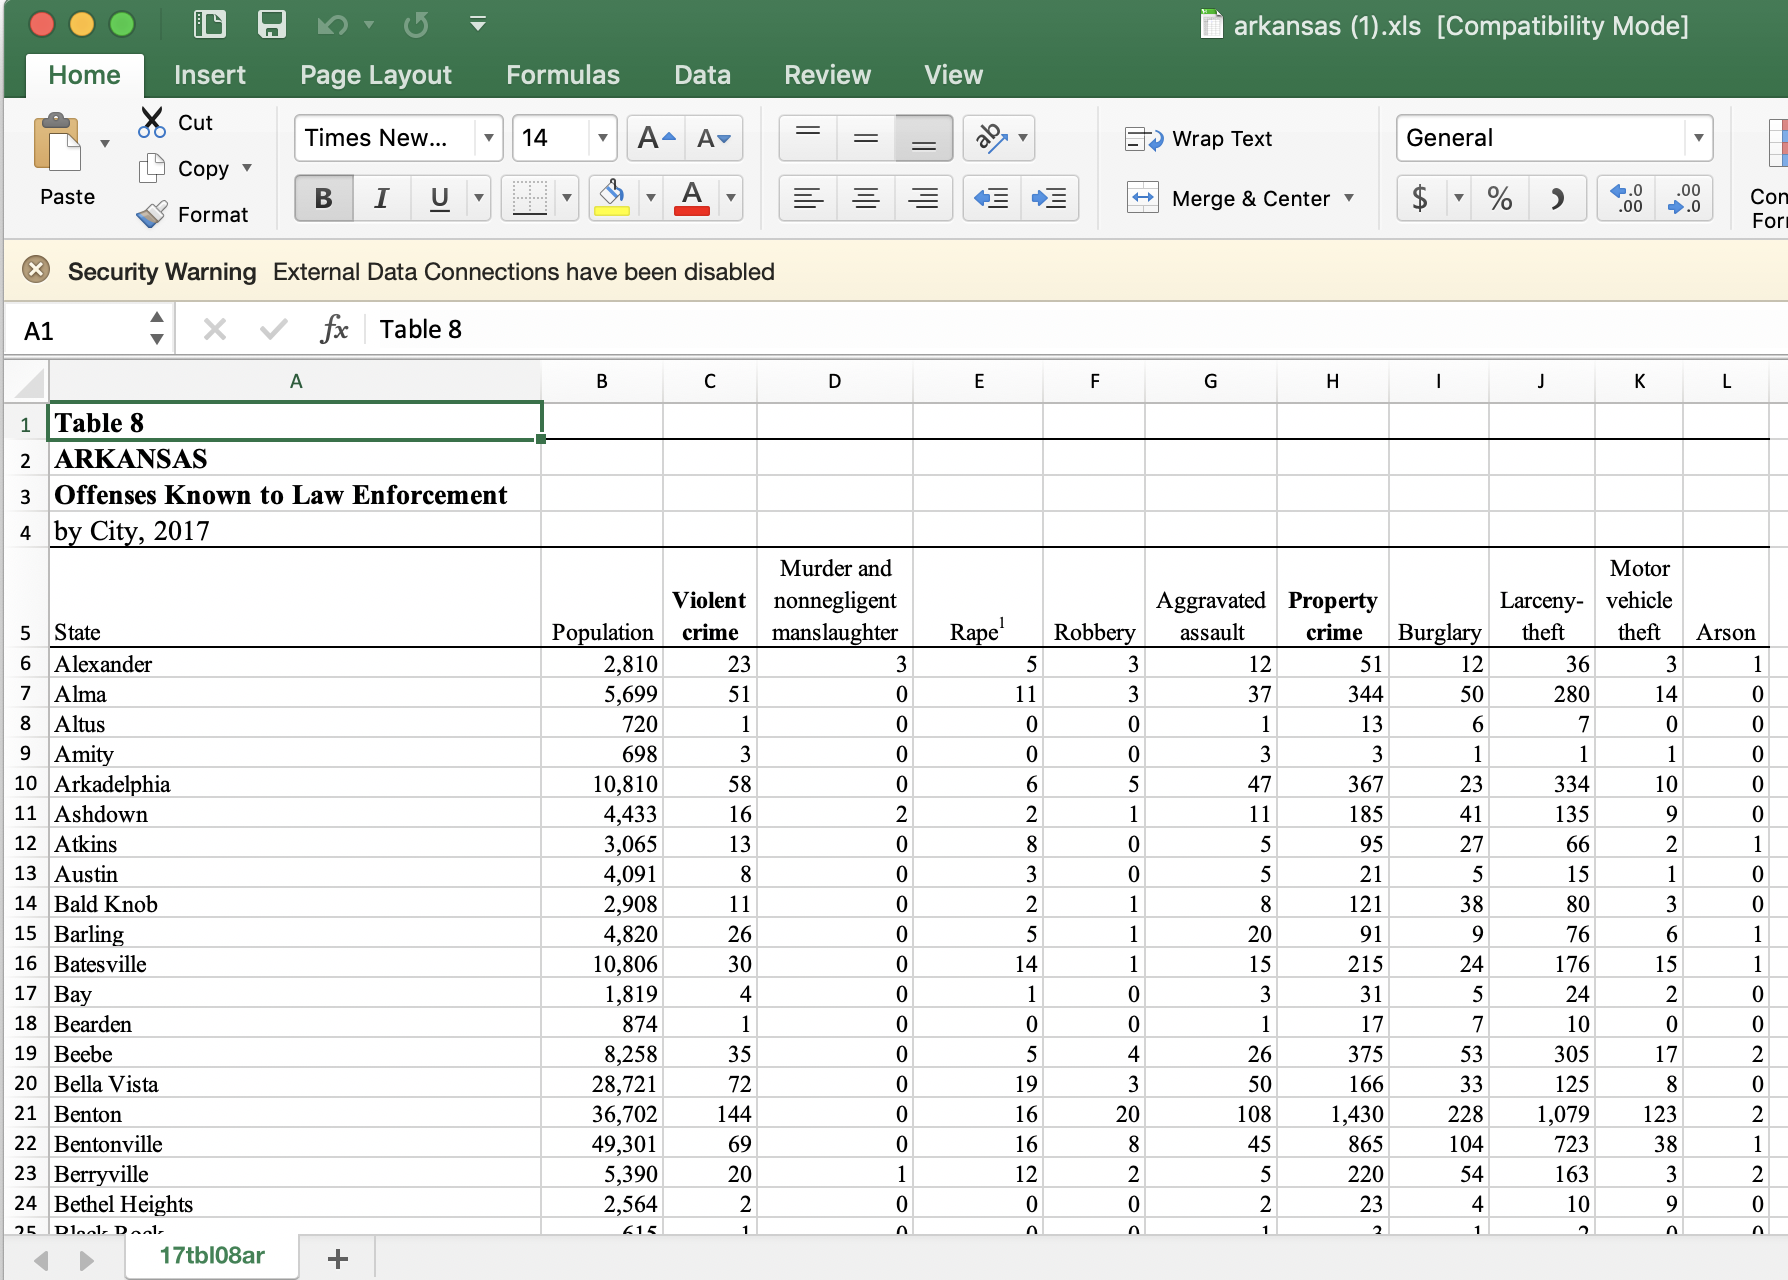 arkansas (1).xls [Compatibility Mode]
Home Insert Page Layout Formulas Data Review View
Paste
Cut
Copy
Format
Times New... 14 A A
B I U A
ab
Wrap Text
Merge & Center
General
$ % .0 .00 .00 .0
Con
For
Security Warning External Data Connections have been disabled
A1 fx Table 8
A B C D E F G H I J K L
1 Table 8
2 ARKANSAS
3 Offenses Known to Law Enforcement
4 by City, 2017
5 State Population Violent crime Murder and nonnegligent manslaughter Rape1 Robbery Aggravated assault Property crime Burglary Larceny-theft Motor vehicle theft Arson
6 Alexander 2,810 23 3 5 3 12 51 12 36 3 1
7 Alma 5,699 51 0 11 3 37 344 50 280 14 0
8 Altus 720 1 0 0 0 1 13 6 7 0 0
9 Amity 698 3 0 0 0 3 3 1 1 1 0
10 Arkadelphia 10,810 58 0 6 5 47 367 23 334 10 0
11 Ashdown 4,433 16 2 2 1 11 185 41 135 9 0
12 Atkins 3,065 13 0 8 0 5 95 27 66 2 1
13 Austin 4,091 8 0 3 0 5 21 5 15 1 0
14 Bald Knob 2,908 11 0 2 1 8 121 38 80 3 0
15 Barling 4,820 26 0 5 1 20 91 9 76 6 1
16 Batesville 10,806 30 0 14 1 15 215 24 176 15 1
17 Bay 1,819 4 0 1 0 3 31 5 24 2 0
18 Bearden 874 1 0 0 0 1 17 7 10 0 0
19 Beebe 8,258 35 0 5 4 26 375 53 305 17 2
20 Bella Vista 28,721 72 0 19 3 50 166 33 125 8 0
21 Benton 36,702 144 0 16 20 108 1,430 228 1,079 123 2
22 Bentonville 49,301 69 0 16 8 45 865 104 723 38 1
23 Berryville 5,390 20 1 12 2 5 220 54 163 3 2
24 Bethel Heights 2,564 2 0 0 0 2 23 4 10 9 0
25 Black Rock 615 1 0 0 0 1 3 1 2 0 0
17tbl08ar +